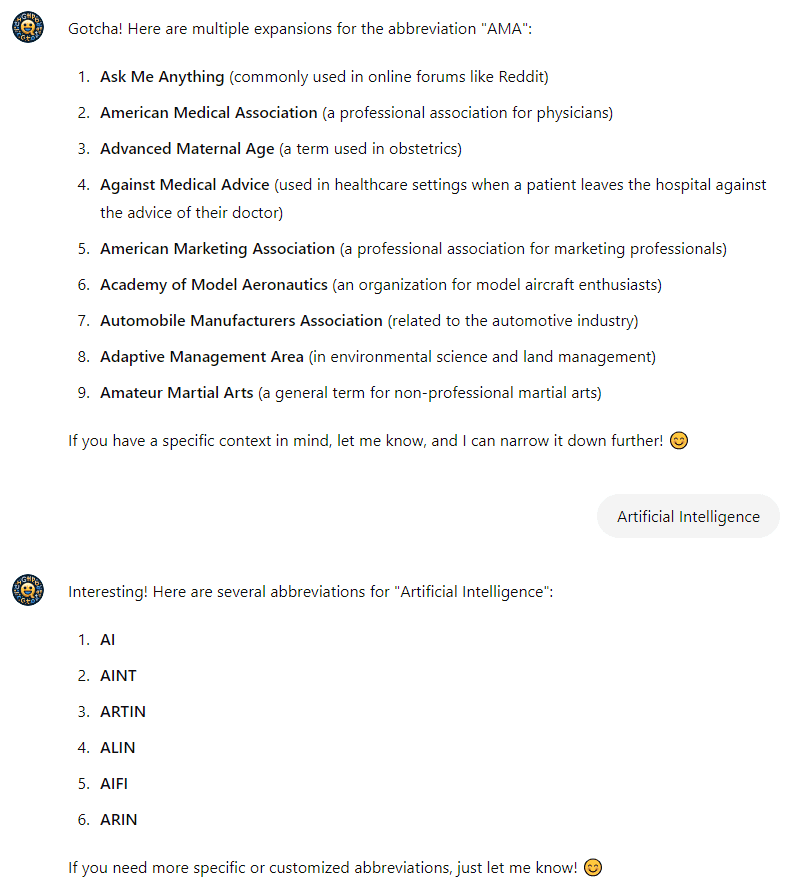 Gotcha! Here are multiple expansions for the abbreviation "AMA":
1. Ask Me Anything (commonly used in online forums like Reddit)
2. American Medical Association (a professional association for physicians)
3. Advanced Maternal Age (a term used in obstetrics)
4. Against Medical Advice (used in healthcare settings when a patient leaves the hospital against
the advice of their doctor)
5. American Marketing Association (a professional association for marketing professionals)
6. Academy of Model Aeronautics (an organization for model aircraft enthusiasts)
7. Automobile Manufacturers Association (related to the automotive industry)
8. Adaptive Management Area (in environmental science and land management)
9. Amateur Martial Arts (a general term for non-professional martial arts)
If you have a specific context in mind, let me know, and I can narrow it down further! 😊
Artificial Intelligence
Interesting! Here are several abbreviations for "Artificial Intelligence":
1. AI
2. AINT
3. ARTIN
4. ALIN
5. AIFI
6. ARIN
If you need more specific or customized abbreviations, just let me know! 😊